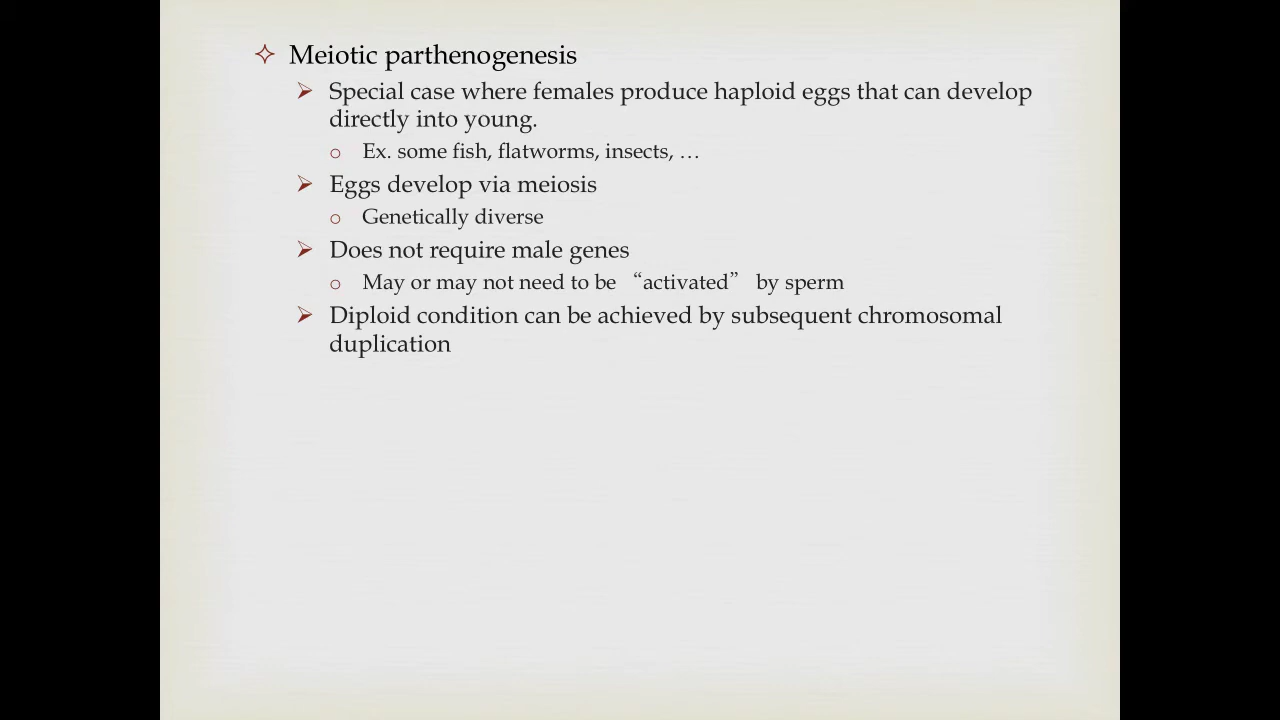 Meiotic parthenogenesis
Special case where females produce haploid eggs that can develop
directly into young.
Ex. some fish, flatworms, insects, …
Eggs develop via meiosis
Genetically diverse
Does not require male genes
May or may not need to be “activated” by sperm
Diploid condition can be achieved by subsequent chromosomal
duplication